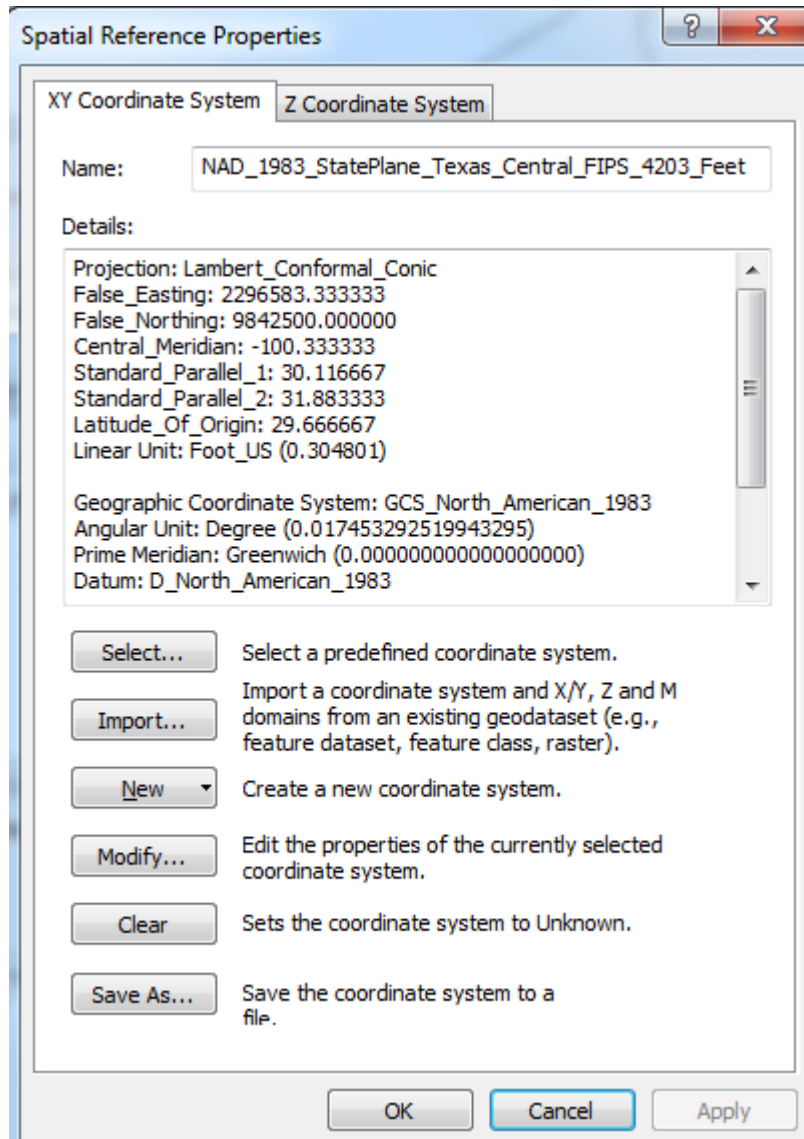 Spatial Reference Properties
XY Coordinate System
Z Coordinate System
Name:
NAD_1983_StatePlane_Texas_Central_FIPS_4203_Feet
Details:
Projection: Lambert_Conformal_Conic
False_Easting: 2296583.333333
False_Northing: 9842500.000000
Central_Meridian: -100.333333
Standard_Parallel_1: 30.116667
Standard_Parallel_2: 31.883333
Latitude_Of_Origin: 29.666667
Linear Unit: Foot_US (0.304801)
Geographic Coordinate System: GCS_North_American_1983
Angular Unit: Degree (0.017453292519943295)
Prime Meridian: Greenwich (0.000000000000000000)
Datum: D_North_American_1983
Select...
Select a predefined coordinate system.
Import...
Import a coordinate system and X/Y, Z and M
domains from an existing geodataset (e.g.,
feature dataset, feature class, raster).
New
Create a new coordinate system.
Modify...
Edit the properties of the currently selected
coordinate system.
Clear
Sets the coordinate system to Unknown.
Save As...
Save the coordinate system to a
file.
OK
Cancel
Apply